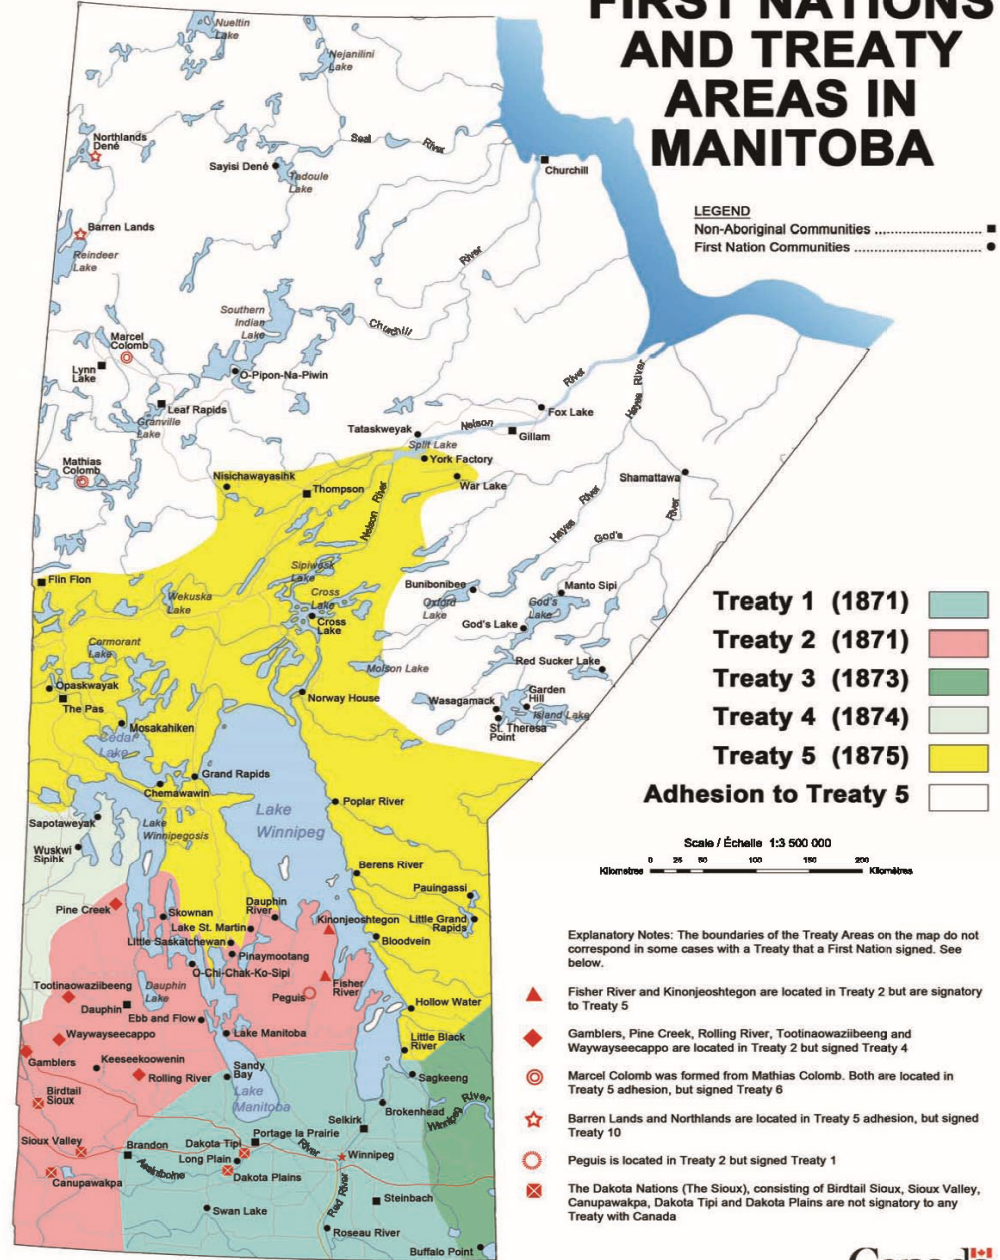 FIRST NATIONS
AND TREATY
AREAS IN
MANITOBA
LEGEND
Non-Aboriginal Communities
First Nation Communities
Nueltin
Lake
Nejanilini
Lake
Northlands
Dené
Seal River
Sayisi Dené
Tadoule
Lake
Churchill
Barren Lands
Reindeer
Lake
River
Southern
Indian
Lake
Churchill
Marcel
Colomb
Lynn
Lake
O-Pipon-Na-Piwin
River
Hayes River
Leaf Rapids
Granville
Lake
Fox Lake
Tataskweyak
Nelson
Gillam
Split Lake
Mathias
Colomb
York Factory
Nisichawayasihk
War Lake
Shamattawa
Thompson
Nelson River
Hayes River
River
God's
Sipiwesk
Lake
Flin Flon
Wekuska
Lake
Cross
Lake
Bunibonibee
Manto Sipi
Oxford
Lake
God's
Lake
Cross
Lake
God's Lake
Cormorant
Lake
Molson Lake
Red Sucker Lake
Opaskwayak
The Pas
Norway House
Wasagamack
Garden
Hill
Island Lake
St. Theresa
Point
Mosakahiken
Cedar
Lake
Grand Rapids
Chemawawin
Lake
Winnipeg
Poplar River
Sapotaweyak
Lake
Winnipegosis
Wuskwi
Sipihk
Berens River
Pauingassi
Pine Creek
Skownan
Dauphin
River
Kinonjeoshtegon
Little Grand
Rapids
Lake St. Martin
Little Saskatchewan
Bloodvein
Pinaymootang
O-Chi-Chak-Ko-Sipi
Tootinaowaziibeeng
Dauphin
Lake
Peguis
Fisher
River
Dauphin
Ebb and Flow
Hollow Water
Waywayseecappo
Lake Manitoba
Little Black
River
Gamblers
Keeseekoowenin
Rolling River
Sandy
Bay
Sagkeeng
Lake
Manitoba
Birdtail
Sioux
Brokenhead
Winnipeg River
Selkirk
Sioux Valley
Brandon
Dakota Tipi
Portage la Prairie
River
Winnipeg
Long Plain
Assiniboine
Canupawakpa
Dakota Plains
Red River
Steinbach
Swan Lake
Roseau River
Buffalo Point
Treaty 1 (1871)
Treaty 2 (1871)
Treaty 3 (1873)
Treaty 4 (1874)
Treaty 5 (1875)
Adhesion to Treaty 5
Scale / Échelle 1:3 500 000
0 25 50 100 150 200
Kilometres Kilomètres
Explanatory Notes: The boundaries of the Treaty Areas on the map do not
correspond in some cases with a Treaty that a First Nation signed. See
below.
Fisher River and Kinonjeoshtegon are located in Treaty 2 but are signatory
to Treaty 5
Gamblers, Pine Creek, Rolling River, Tootinaowaziibeeng and
Waywayseecappo are located in Treaty 2 but signed Treaty 4
Marcel Colomb was formed from Mathias Colomb. Both are located in
Treaty 5 adhesion, but signed Treaty 6
Barren Lands and Northlands are located in Treaty 5 adhesion, but signed
Treaty 10
Peguis is located in Treaty 2 but signed Treaty 1
The Dakota Nations (The Sioux), consisting of Birdtail Sioux, Sioux Valley,
Canupawakpa, Dakota Tipi and Dakota Plains are not signatory to any
Treaty with Canada
Canada